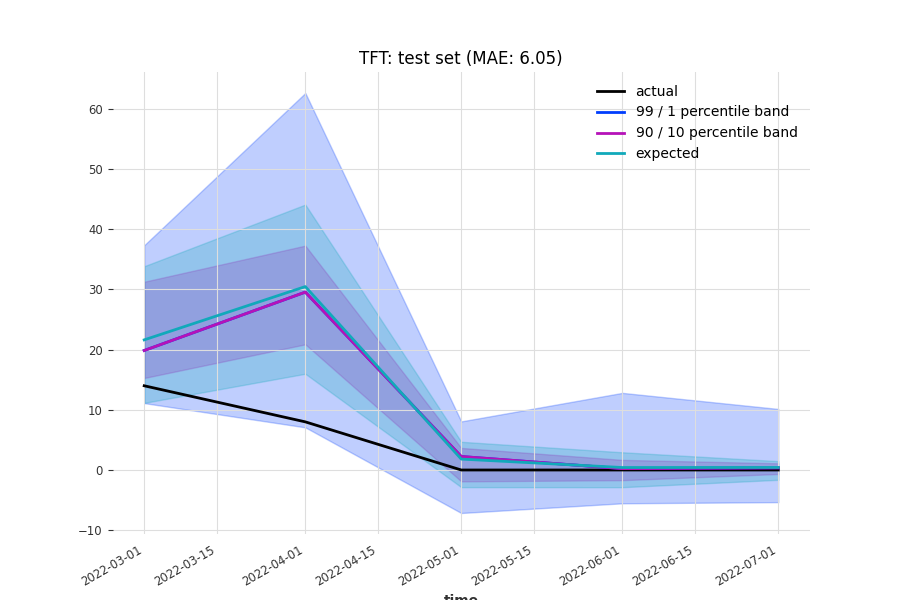 TFT: test set (MAE: 6.05)
actual
99 / 1 percentile band
90 / 10 percentile band
expected
60
50
40
30
20
10
0
−10
2022-03-01
2022-03-15
2022-04-01
2022-04-15
2022-05-01
2022-05-15
2022-06-01
2022-06-15
2022-07-01
time